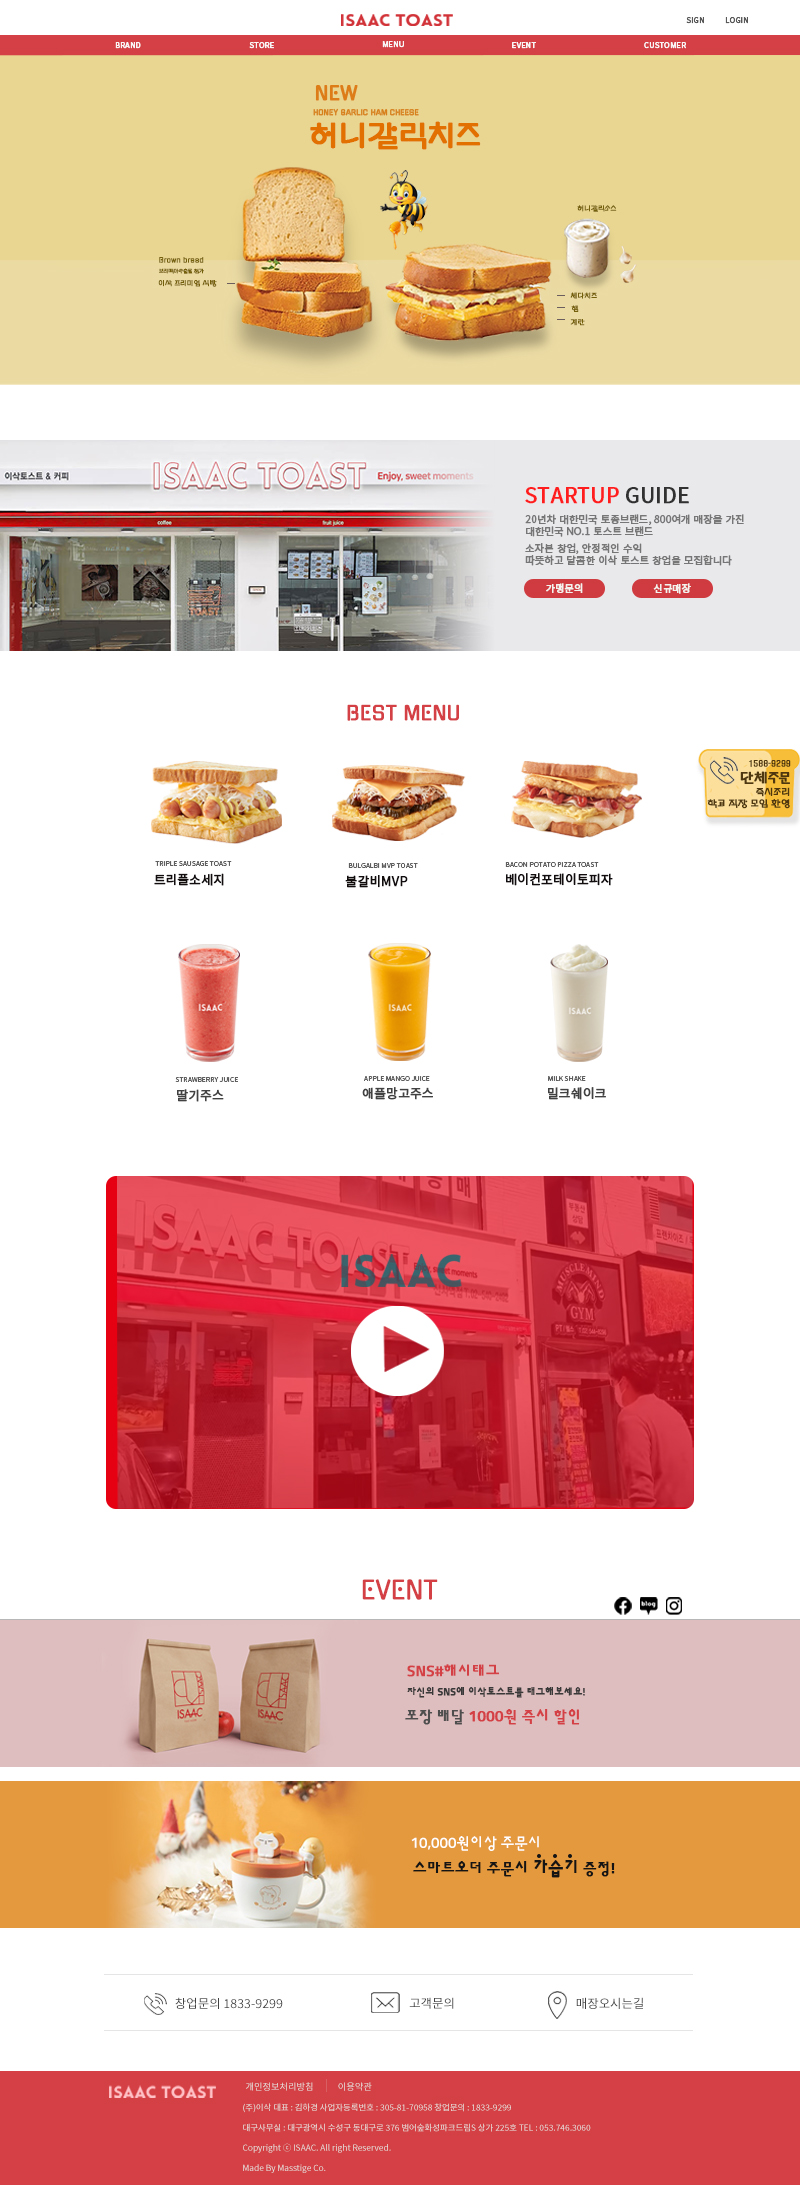 ISAAC TOAST
SIGN LOGIN
BRAND STORE MENU EVENT CUSTOMER
NEW
HONEY GARLIC HAM CHEEBE
허니갈릭치즈
허니갈릭소스
Brown bread
이삭 프리미엄 식빵
체다치즈
햄
계란
이삭토스트 & 커피
ISAAC TOAST
Enjoy, sweet moments
coffee
fruit juice
STARTUP GUIDE
20년차 대한민국 토종브랜드, 800여개 매장을 가진
대한민국 NO.1 토스트 브랜드
소자본 창업, 안정적인 수익
따뜻하고 달콤한 이삭 토스트 창업을 모집합니다
가맹문의 신규매장
BEST MENU
1588-9299
단체주문
즉시조리
학교 직장 모임 환영
TRIPLE SAUSAGE TOAST
트리플소세지
BULGALBI MVP TOAST
불갈비MVP
BACON POTATO PIZZA TOAST
베이컨포테이토피자
ISAAC
ISAAC
ISAAC
STRAWBERRY JUICE
딸기주스
APPLE MANGO JUICE
애플망고주스
MILK SHAKE
밀크쉐이크
ISAAC TOAST
ISAAC
moments
MUSCLE MAND
GYM
EVENT
blog
ISAAC
ISAAC
SNS#해시태그
자신의 SNS에 이삭토스트를 태그해보세요!
포장 배달 1000원 즉시 할인
10,000원이상 주문시
스마트오더 주문시 가습기 증정!
창업문의 1833-9299
고객문의
매장오시는길
ISAAC TOAST
개인정보처리방침 이용약관
(주)이삭 대표 : 김하경 사업자등록번호 : 305-81-70958 창업문의 : 1833-9299
대구사무실 : 대구광역시 수성구 동대구로 376 범어숲화성파크드림S 상가 225호 TEL : 053.746.3060
Copyright ⓒ ISAAC. All right Reserved.
Made By Masstige Co.